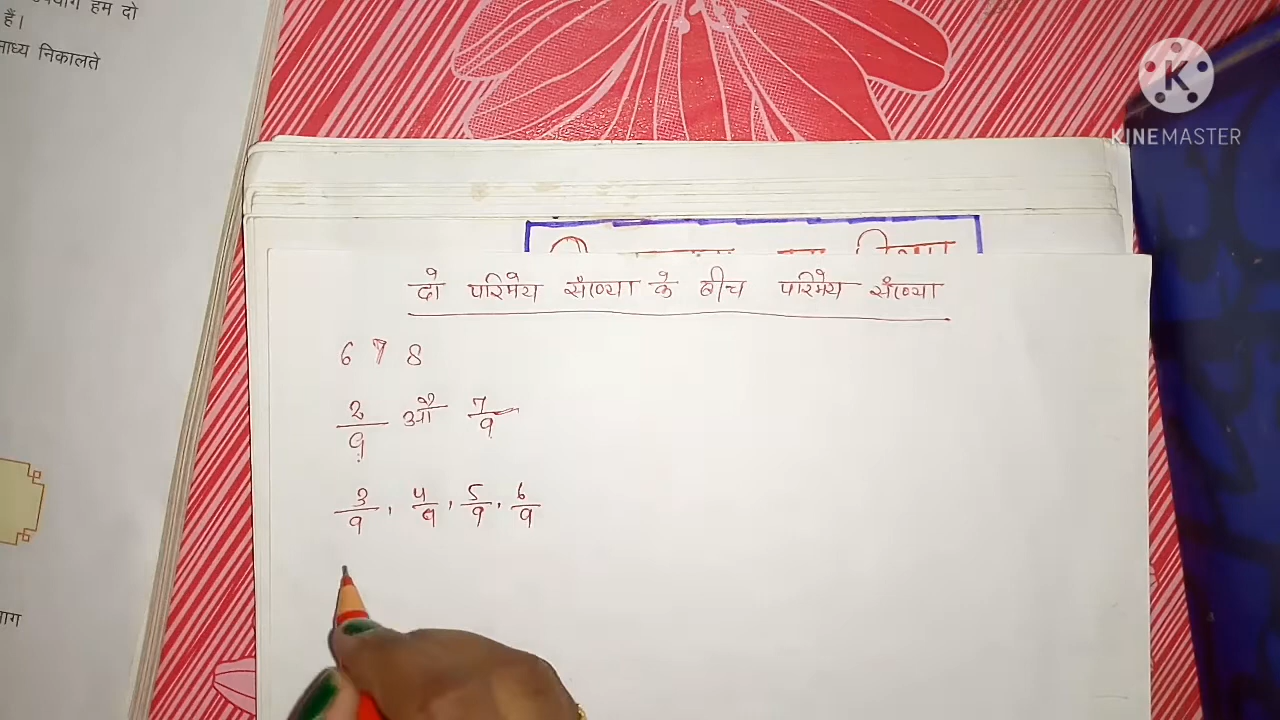 हैं।
हम दो
निकालते
KINEMASTER
दो परिमेय संख्या के बीच परिमेय संख्या
6 7 8
2/9 औ 7/9
3/9, 4/9, 5/9, 6/9